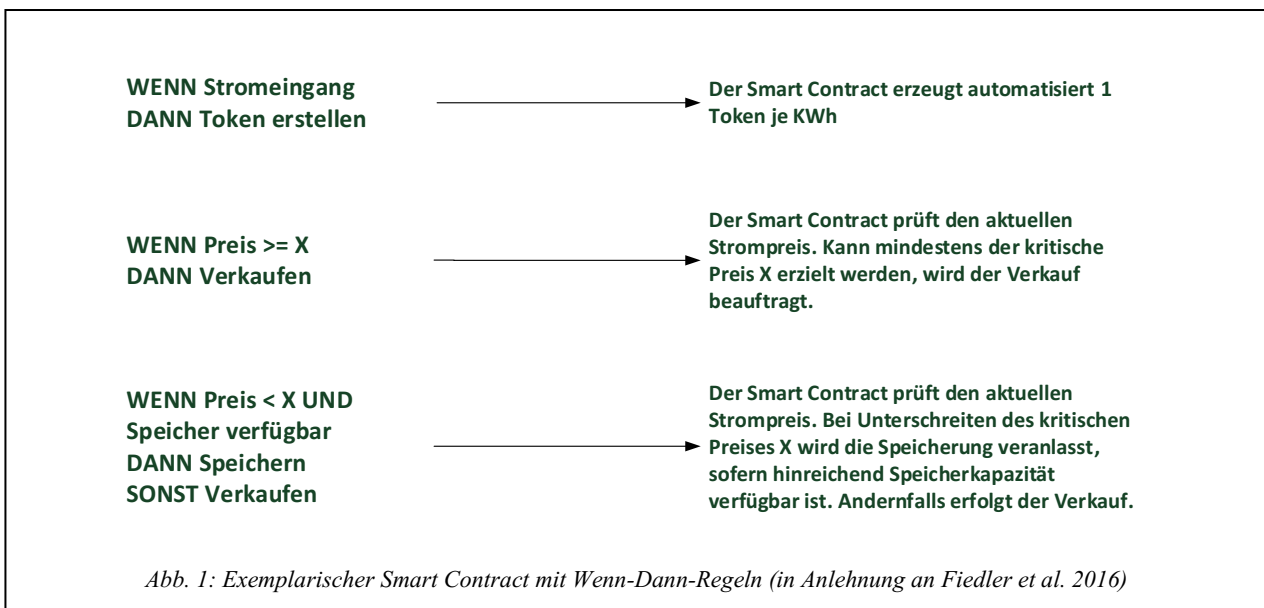 WENN Stromeingang
DANN Token erstellen
Der Smart Contract erzeugt automatisiert 1
Token je KWh
WENN Preis >= X
DANN Verkaufen
Der Smart Contract prüft den aktuellen
Strompreis. Kann mindestens der kritische
Preis X erzielt werden, wird der Verkauf
beauftragt.
WENN Preis < X UND
Speicher verfügbar
DANN Speichern
SONST Verkaufen
Der Smart Contract prüft den aktuellen
Strompreis. Bei Unterschreiten des kritischen
Preises X wird die Speicherung veranlasst,
sofern hinreichend Speicherkapazität
verfügbar ist. Andernfalls erfolgt der Verkauf.
Abb. 1: Exemplarischer Smart Contract mit Wenn-Dann-Regeln (in Anlehnung an Fiedler et al. 2016)